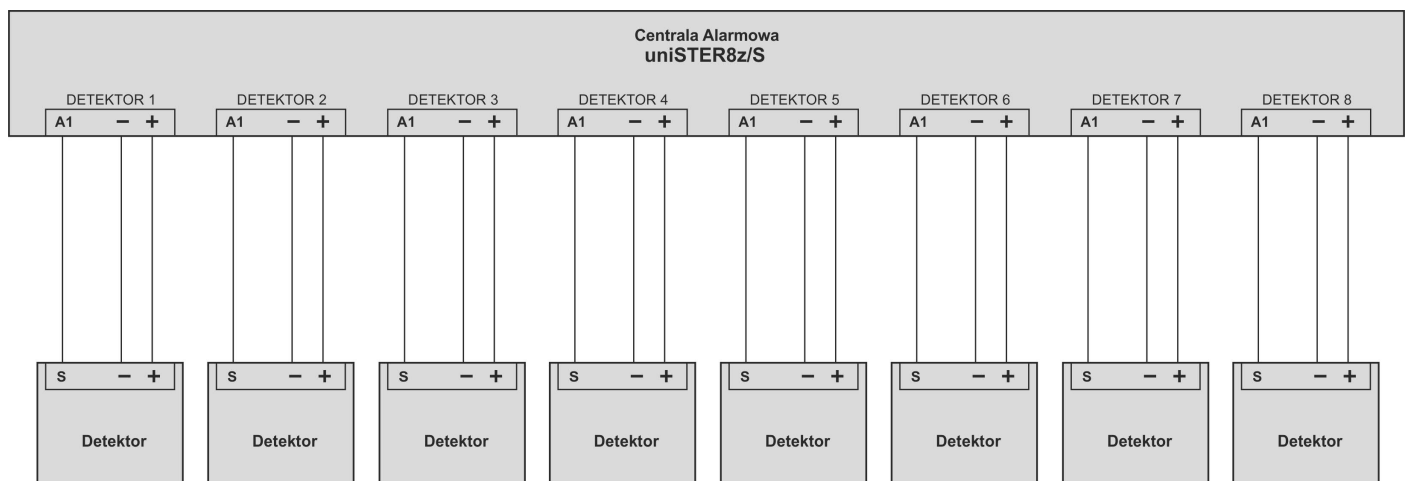 Centrala Alarmowa
uniSTER8z/S
DETEKTOR 1 DETEKTOR 2 DETEKTOR 3 DETEKTOR 4 DETEKTOR 5 DETEKTOR 6 DETEKTOR 7 DETEKTOR 8
A1 − + A1 − + A1 − + A1 − + A1 − + A1 − + A1 − + A1 − +
S − + S − + S − + S − + S − + S − + S − + S − +
Detektor Detektor Detektor Detektor Detektor Detektor Detektor Detektor